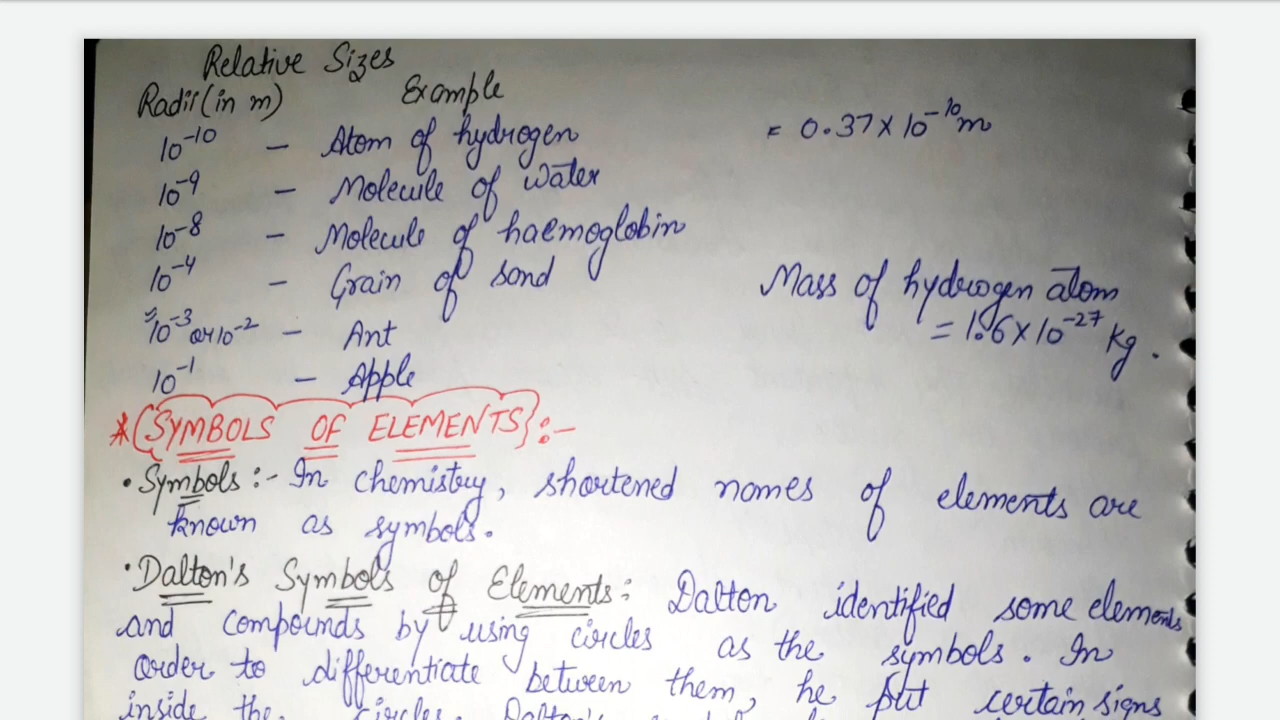 Relative Sizes
Radii (in m) Example
10⁻¹⁰ - Atom of hydrogen = 0.37 × 10⁻¹⁰ m
10⁻⁹ - Molecule of water
10⁻⁸ - Molecule of haemoglobin
10⁻⁴ - Grain of sand
10⁻³ or 10⁻² - Ant
10⁻¹ - Apple
Mass of hydrogen atom
= 1.6 × 10⁻²⁷ kg.
*{SYMBOLS OF ELEMENTS}:-
• Symbols :- In chemistry, shortened names of elements are
known as symbols.
• Dalton's Symbols of Elements: Dalton identified some elements
and compounds by using circles as the symbols. In
order to differentiate between them, he put certain signs
inside the circles. Dalton's